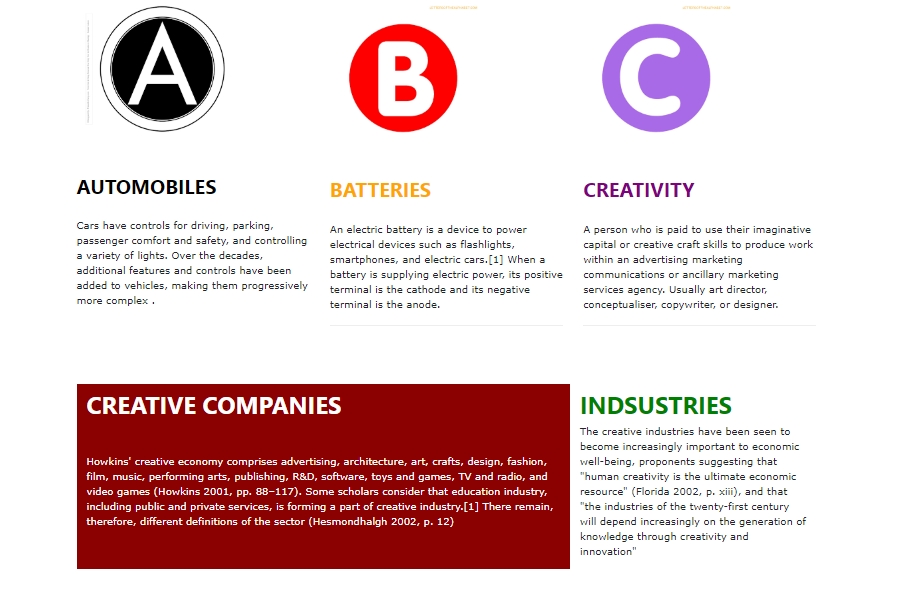 A
B
C
AUTOMOBILES
Cars have controls for driving, parking,
passenger comfort and safety, and controlling
a variety of lights. Over the decades,
additional features and controls have been
added to vehicles, making them progressively
more complex .
BATTERIES
An electric battery is a device to power
electrical devices such as flashlights,
smartphones, and electric cars.[1] When a
battery is supplying electric power, its positive
terminal is the cathode and its negative
terminal is the anode.
CREATIVITY
A person who is paid to use their imaginative
capital or creative craft skills to produce work
within an advertising marketing
communications or ancillary marketing
services agency. Usually art director,
conceptualiser, copywriter, or designer.
CREATIVE COMPANIES
Howkins' creative economy comprises advertising, architecture, art, crafts, design, fashion,
film, music, performing arts, publishing, R&D, software, toys and games, TV and radio, and
video games (Howkins 2001, pp. 88–117). Some scholars consider that education industry,
including public and private services, is forming a part of creative industry.[1] There remain,
therefore, different definitions of the sector (Hesmondhalgh 2002, p. 12)
INDSUSTRIES
The creative industries have been seen to
become increasingly important to economic
well-being, proponents suggesting that
"human creativity is the ultimate economic
resource" (Florida 2002, p. xiii), and that
"the industries of the twenty-first century
will depend increasingly on the generation of
knowledge through creativity and
innovation"